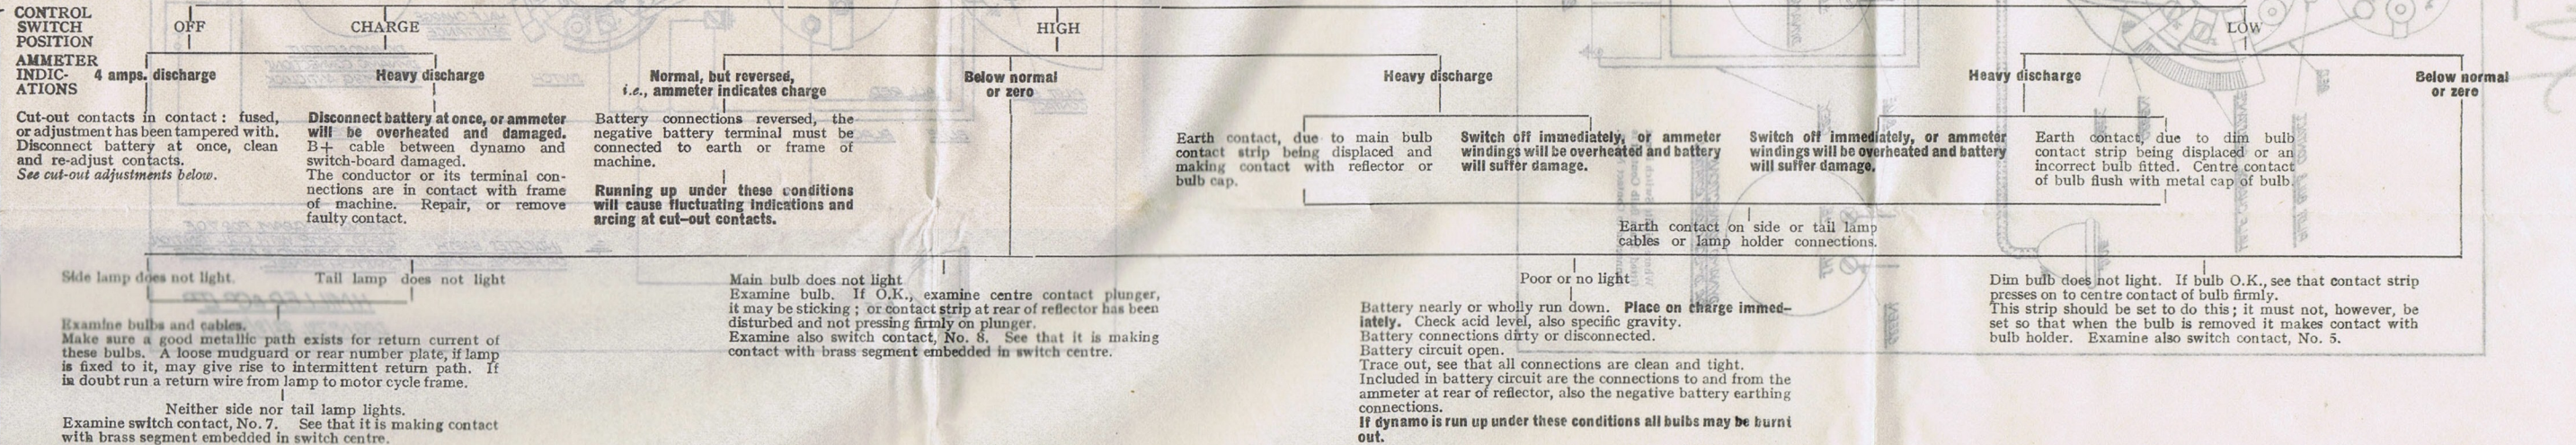 CONTROL
SWITCH
POSITION
OFF
CHARGE
HIGH
LOW
AMMETER
INDIC-
ATIONS
4 amps. discharge
Heavy discharge
Normal, but reversed,
i.e., ammeter indicates charge
Below normal
or zero
Heavy discharge
Heavy discharge
Below normal
or zero
Cut-out contacts in contact : fused,
or adjustment has been tampered with.
Disconnect battery at once, clean
and re-adjust contacts.
See cut-out adjustments below.
Disconnect battery at once, or ammeter
will be overheated and damaged.
B+ cable between dynamo and
switch-board damaged.
The conductor or its terminal con-
nections are in contact with frame
of machine. Repair, or remove
faulty contact.
Battery connections reversed, the
negative battery terminal must be
connected to earth or frame of
machine.
Running up under these conditions
will cause fluctuating indications and
arcing at cut-out contacts.
Earth contact, due to main bulb
contact strip being displaced and
making contact with reflector or
bulb cap.
Switch off immediately, or ammeter
windings will be overheated and battery
will suffer damage.
Switch off immediately, or ammeter
windings will be overheated and battery
will suffer damage.
Earth contact, due to dim bulb
contact strip being displaced or an
incorrect bulb fitted. Centre contact
of bulb flush with metal cap of bulb.
Earth contact on side or tail lamp
cables or lamp holder connections.
Side lamp does not light.
Tail lamp does not light
Examine bulbs and cables.
Make sure a good metallic path exists for return current of
these bulbs. A loose mudguard or rear number plate, if lamp
is fixed to it, may give rise to intermittent return path. If
in doubt run a return wire from lamp to motor cycle frame.
Neither side nor tail lamp lights.
Examine switch contact, No. 7. See that it is making contact
with brass segment embedded in switch centre.
Main bulb does not light
Examine bulb. If O.K., examine centre contact plunger,
it may be sticking ; or contact strip at rear of reflector has been
disturbed and not pressing firmly on plunger.
Examine also switch contact, No. 8. See that it is making
contact with brass segment embedded in switch centre.
Poor or no light
Battery nearly or wholly run down. Place on charge immed-
iately. Check acid level, also specific gravity.
Battery connections dirty or disconnected.
Battery circuit open.
Trace out, see that all connections are clean and tight.
Included in battery circuit are the connections to and from the
ammeter at rear of reflector, also the negative battery earthing
connections.
If dynamo is run up under these conditions all bulbs may be burnt
out.
Dim bulb does not light. If bulb O.K., see that contact strip
presses on to centre contact of bulb firmly.
This strip should be set to do this ; it must not, however, be
set so that when the bulb is removed it makes contact with
bulb holder. Examine also switch contact, No. 5.